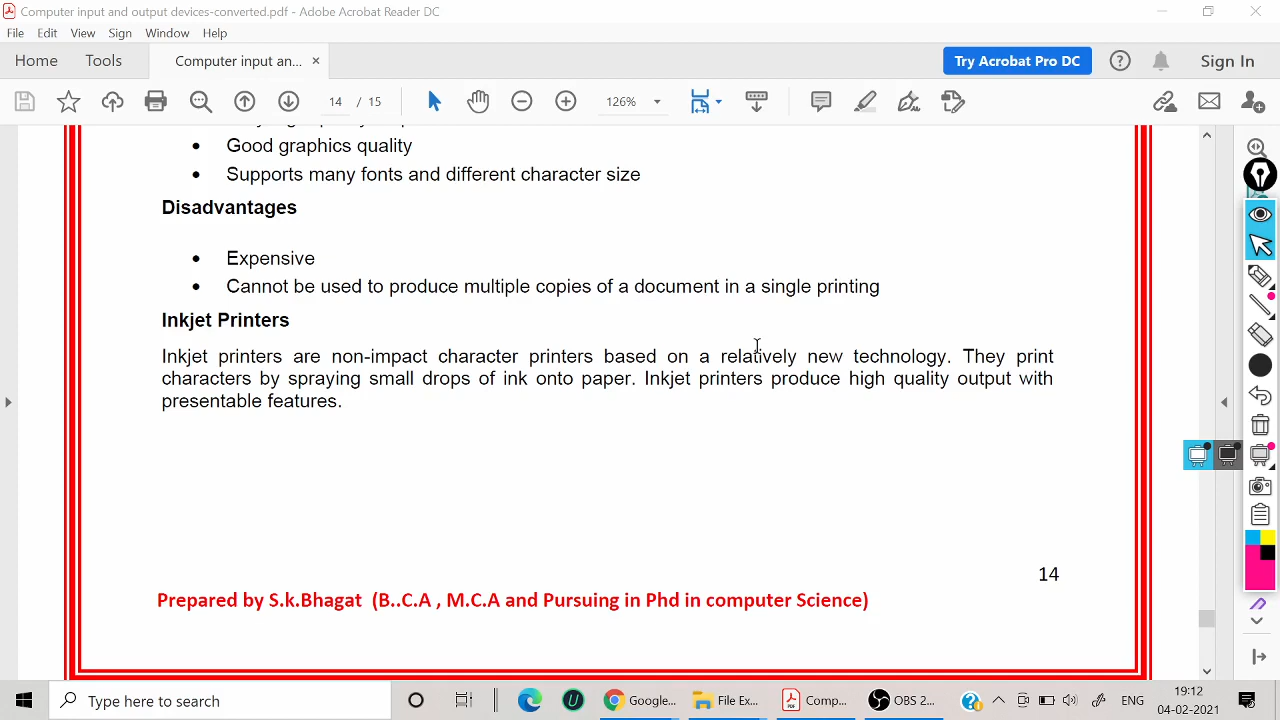 Computer input and output devices-converted.pdf - Adobe Acrobat Reader DC
File Edit View Sign Window Help
Home Tools Computer input an... × Try Acrobat Pro DC Sign In
14 / 15 126%
• Good graphics quality
• Supports many fonts and different character size
Disadvantages
• Expensive
• Cannot be used to produce multiple copies of a document in a single printing
Inkjet Printers
Inkjet printers are non-impact character printers based on a relatively new technology. They print
characters by spraying small drops of ink onto paper. Inkjet printers produce high quality output with
presentable features.
14
Prepared by S.k.Bhagat (B..C.A , M.C.A and Pursuing in Phd in computer Science)
Type here to search Google... File Ex... Comp... OBS 2... ENG 19:12
04-02-2021